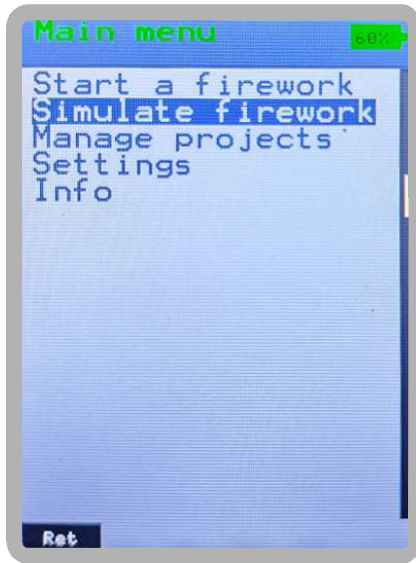 Main menu
60%
Start a firework
Simulate firework
Manage projects
Settings
Info
Ret